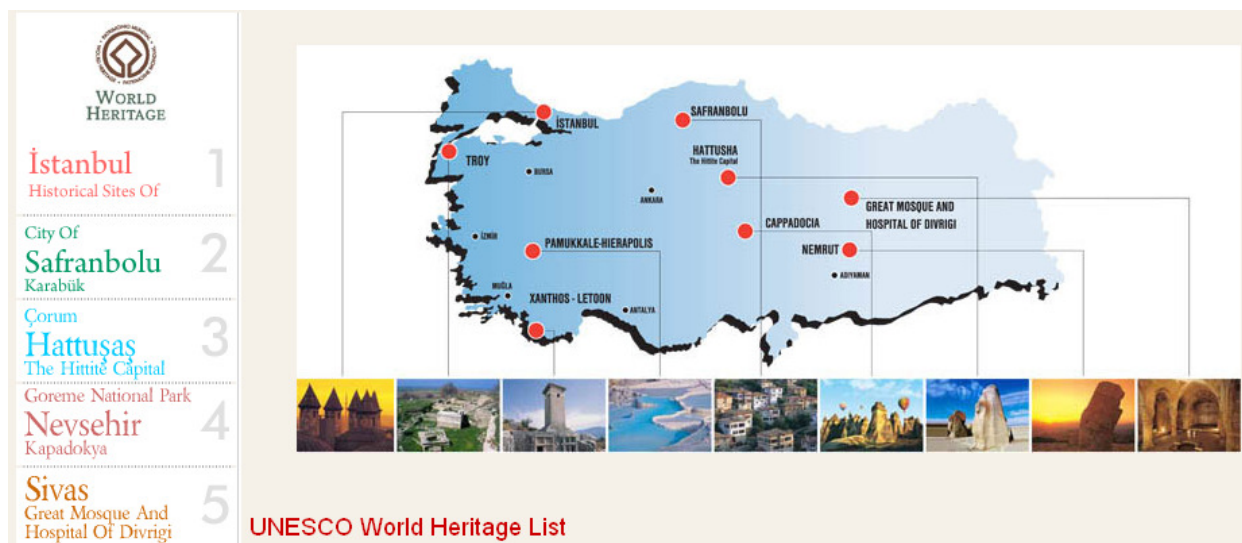 WORLD
HERITAGE
İstanbul
Historical Sites Of
1
City Of
Safranbolu
Karabük
2
Çorum
Hattuşaş
The Hittite Capital
3
Goreme National Park
Nevsehir
Kapadokya
4
Sivas
Great Mosque And
Hospital Of Divrigi
5
İSTANBUL
SAFRANBOLU
TROY
BURSA
HATTUSHA
The Hittite Capital
ANKARA
GREAT MOSQUE AND
HOSPITAL OF DIVRIGI
CAPPADOCIA
İZMİR
PAMUKKALE-HIERAPOLIS
NEMRUT
ADIYAMAN
MUĞLA
XANTHOS - LETOON
ANTALYA
UNESCO World Heritage List